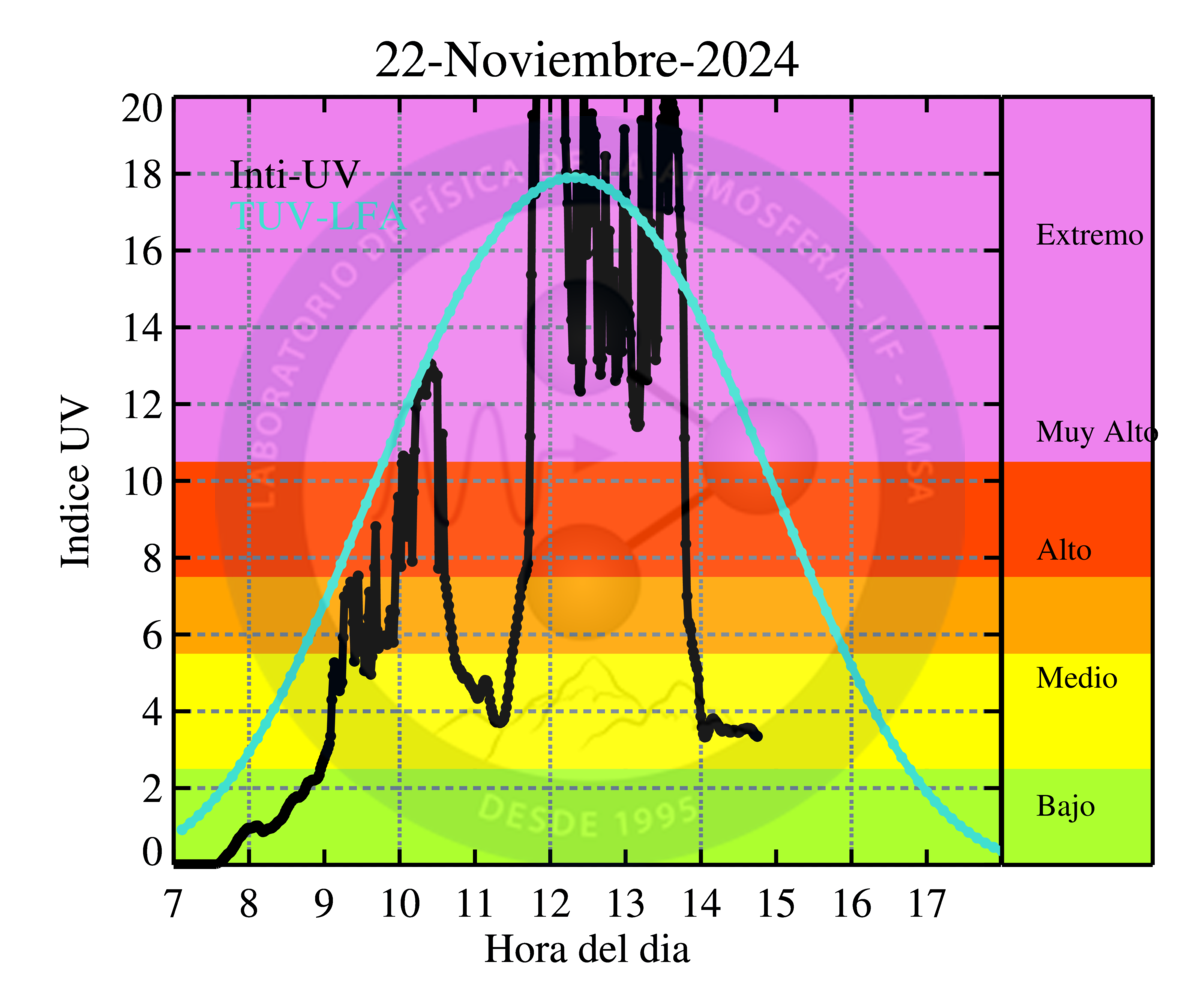 22-Noviembre-2024
20
18
16
14
12
10
8
6
4
2
0
Indice UV
Inti-UV
TUV-LFA
LABORATORIO DE FÍSICA DE LA ATMÓSFERA - IIF - UMSA
DESDE 1995
Extremo
Muy Alto
Alto
Medio
Bajo
7 8 9 10 11 12 13 14 15 16 17
Hora del dia